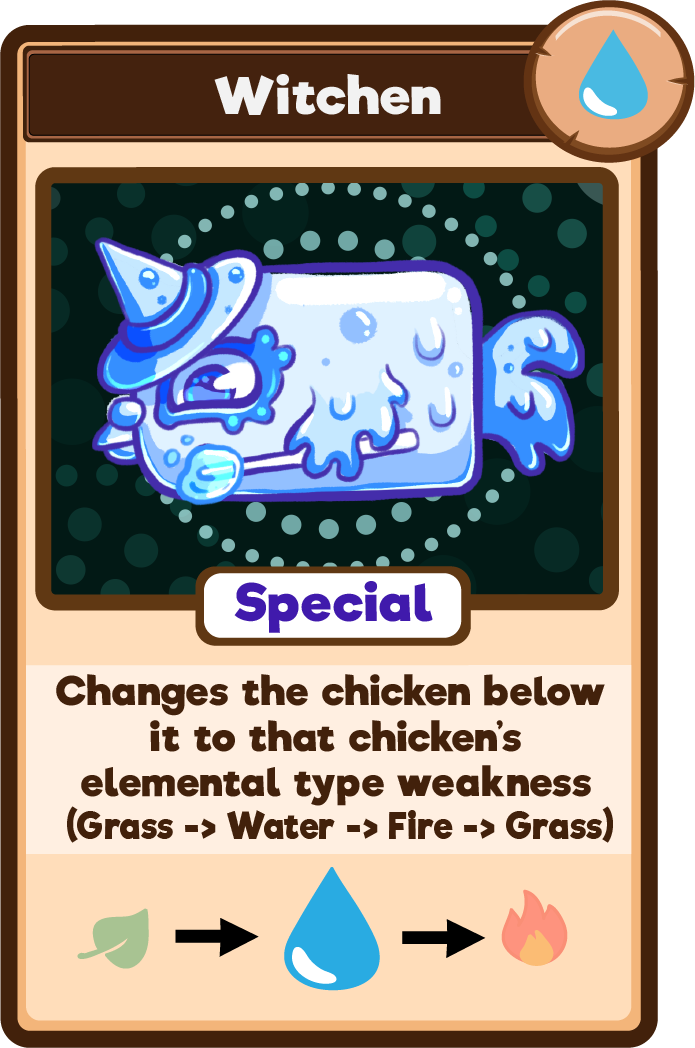 Witchen
Special
Changes the chicken below
it to that chicken's
elemental type weakness
(Grass -> Water -> Fire -> Grass)